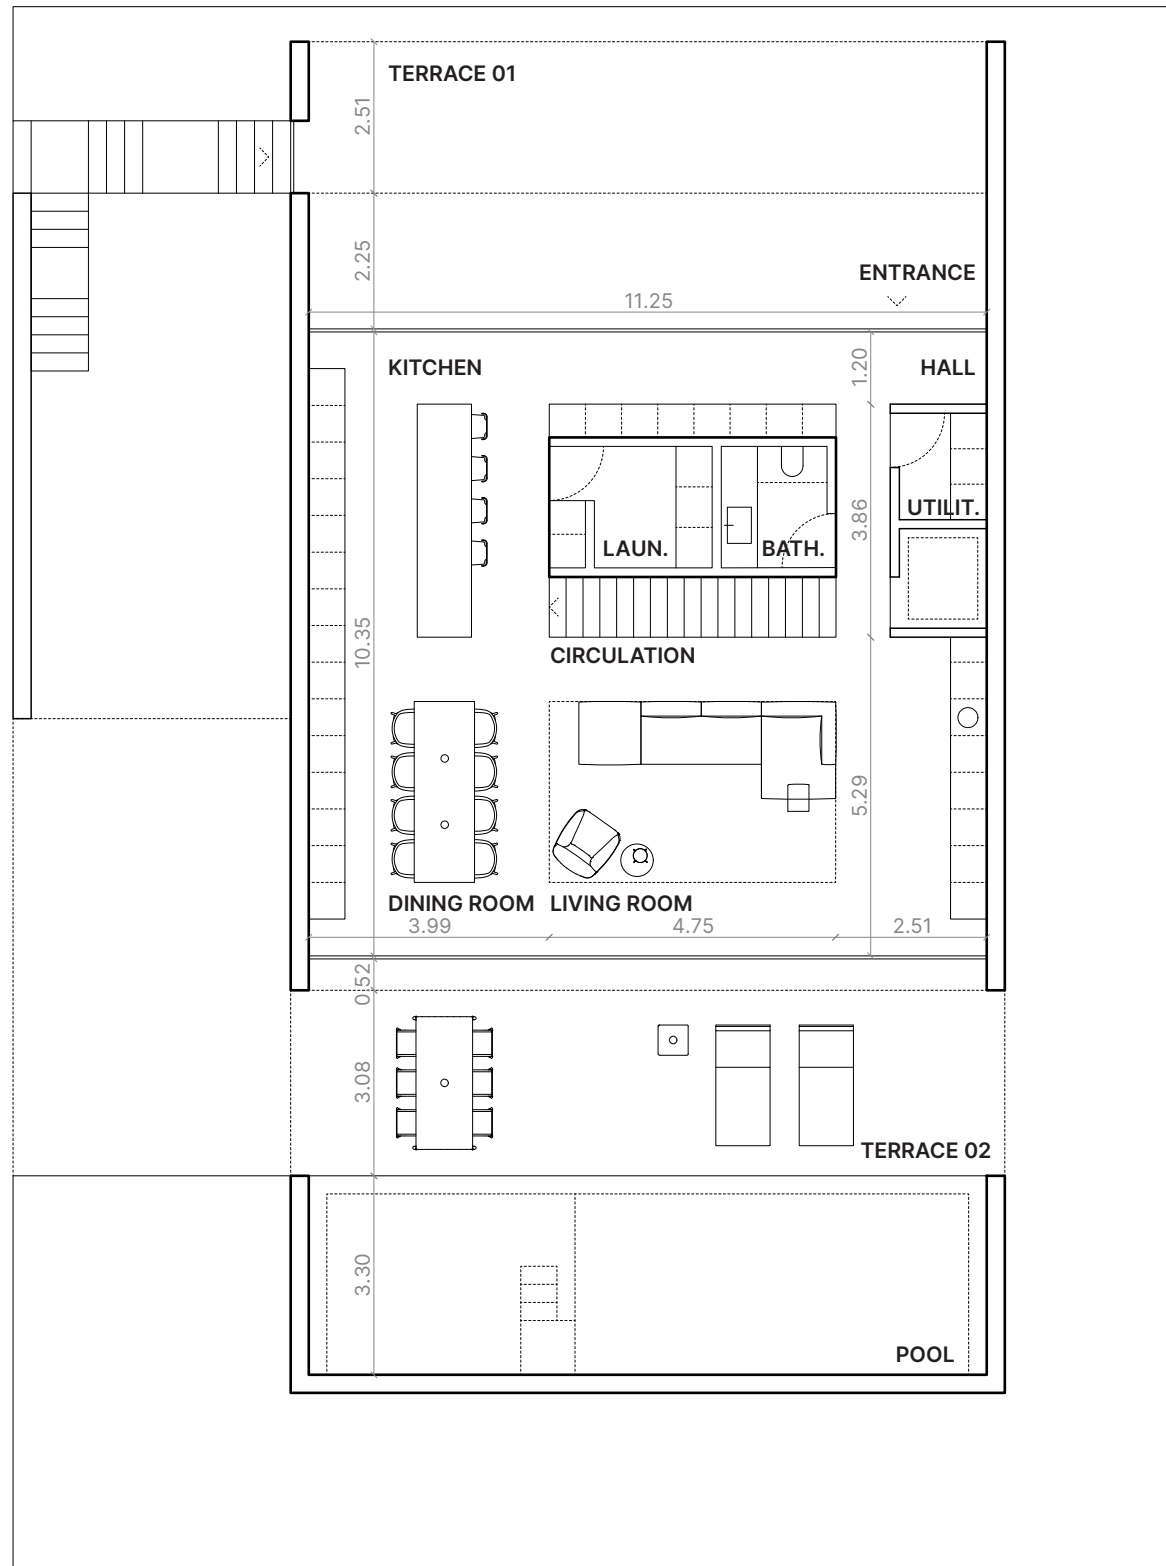 TERRACE 01
2.51
2.25
ENTRANCE
11.25
KITCHEN
1.20
HALL
3.86
UTILIT.
LAUN.
BATH.
10.35
CIRCULATION
5.29
DINING ROOM
LIVING ROOM
3.99
4.75
2.51
0.52
3.08
TERRACE 02
3.30
POOL